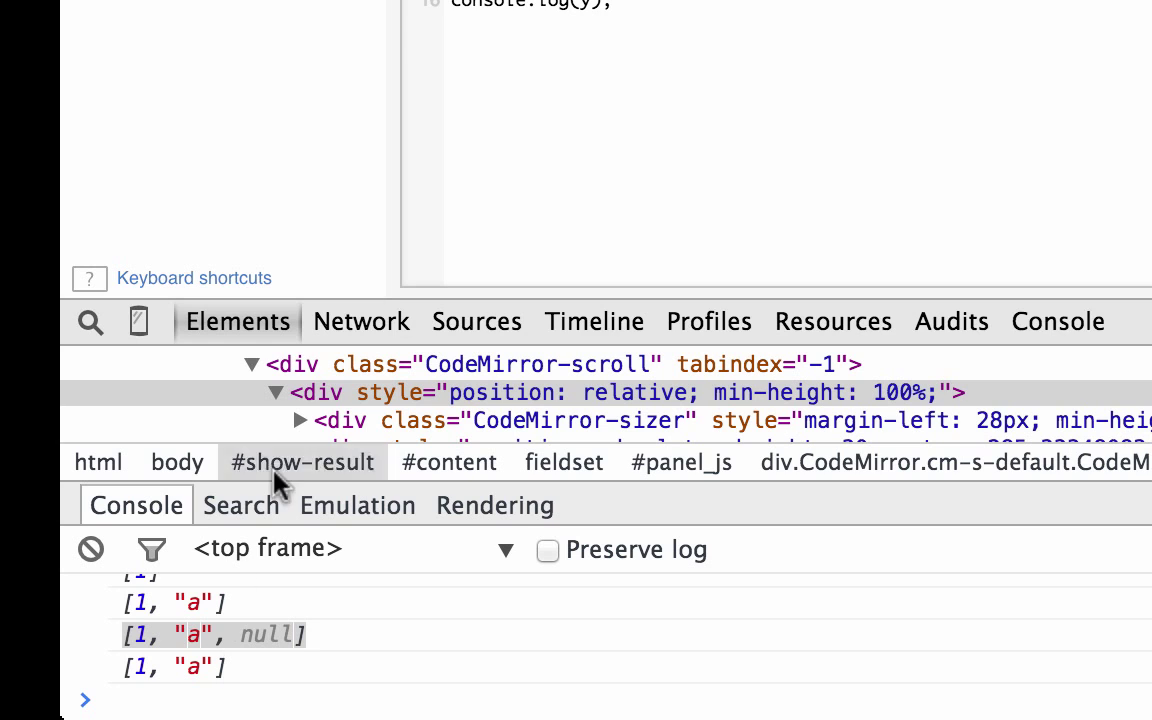 16 console.log(y);
? Keyboard shortcuts
Elements Network Sources Timeline Profiles Resources Audits Console
▼<div class="CodeMirror-scroll" tabindex="-1">
▼<div style="position: relative; min-height: 100%;">
▶<div class="CodeMirror-sizer" style="margin-left: 28px; min-heig
html body #show-result #content fieldset #panel_js div.CodeMirror.cm-s-default.CodeM
Console Search Emulation Rendering
<top frame> ▼ Preserve log
[1]
[1, "a"]
[1, "a", null]
[1, "a"]
>